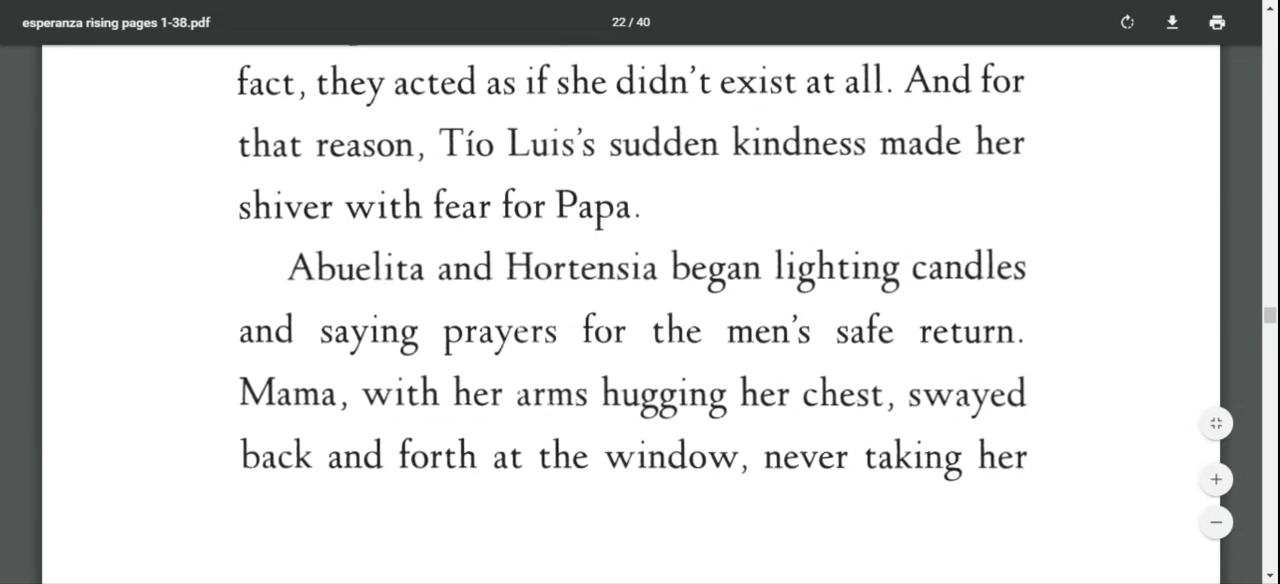 esperanza rising pages 1-38.pdf
22 / 40
fact, they acted as if she didn't exist at all. And for
that reason, Tío Luis's sudden kindness made her
shiver with fear for Papa.
Abuelita and Hortensia began lighting candles
and saying prayers for the men's safe return.
Mama, with her arms hugging her chest, swayed
back and forth at the window, never taking her